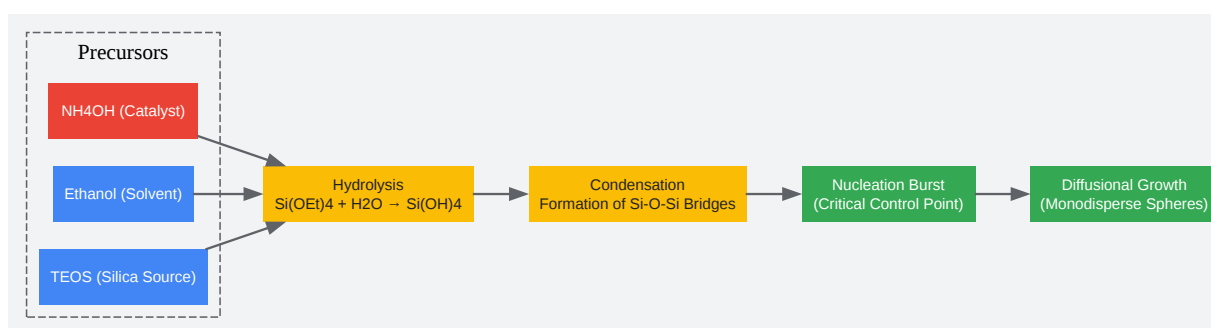 Precursors
NH4OH (Catalyst)
Ethanol (Solvent)
TEOS (Silica Source)
Hydrolysis
Si(OEt)4 + H2O → Si(OH)4
Condensation
Formation of Si-O-Si Bridges
Nucleation Burst
(Critical Control Point)
Diffusional Growth
(Monodisperse Spheres)